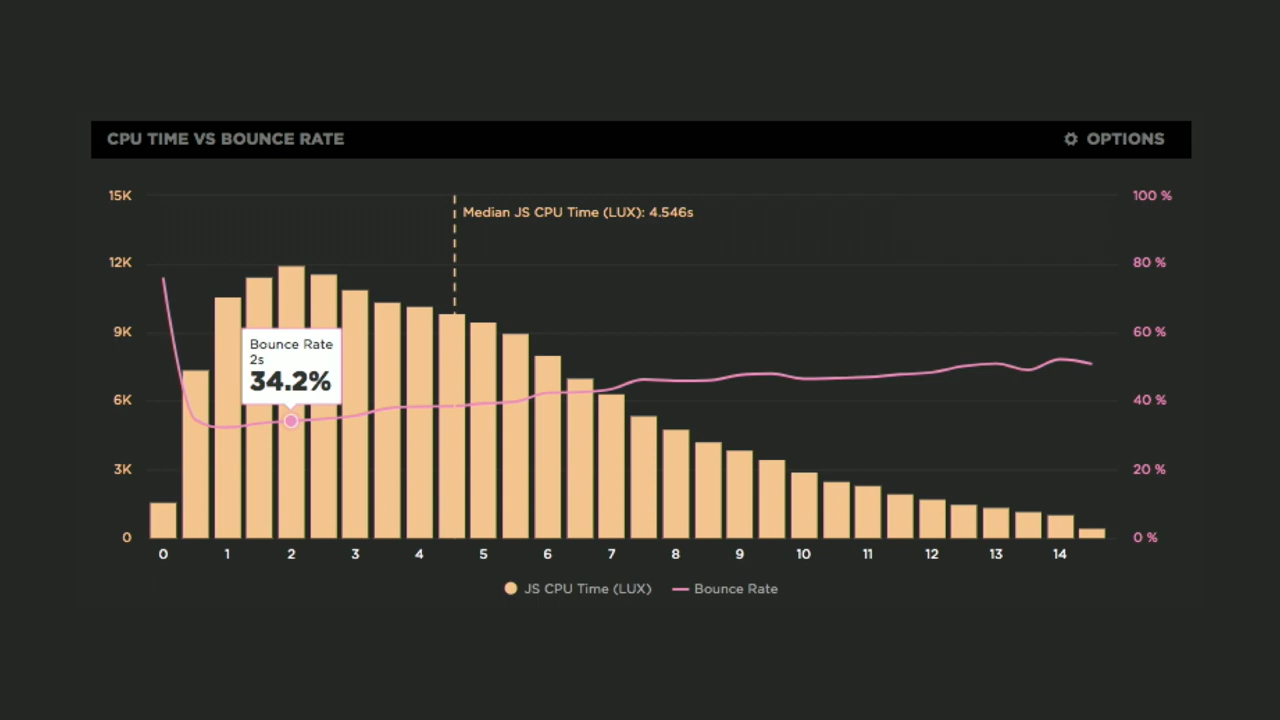 CPU TIME VS BOUNCE RATE
OPTIONS
15K
100 %
Median JS CPU Time (LUX): 4.546s
12K
80 %
9K
60 %
Bounce Rate
2s
34.2%
6K
40 %
3K
20 %
0
0 %
0 1 2 3 4 5 6 7 8 9 10 11 12 13 14
JS CPU Time (LUX)
Bounce Rate